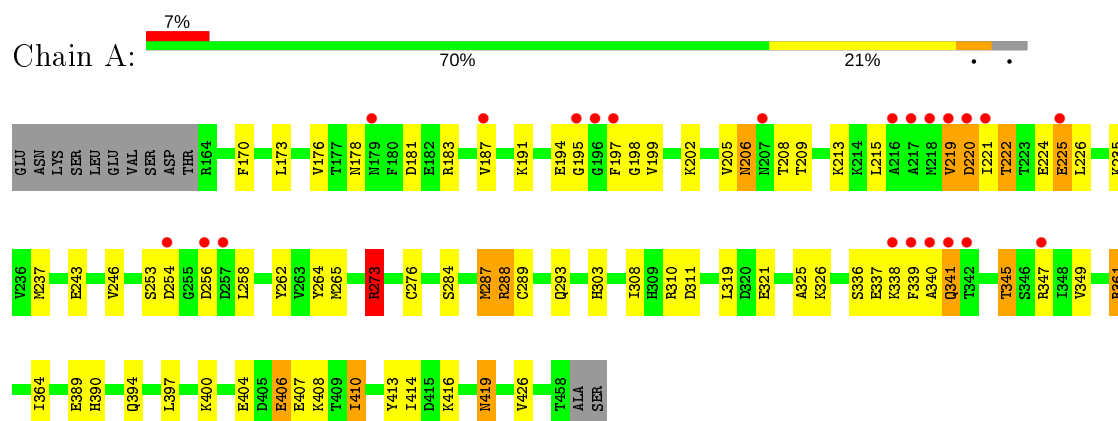 7%
Chain A:
70% 21% • •
GLU ASN LYS SER LEU GLU VAL SER ASP THR R164 F170 L173 V176 T177 N178 N179 F180 D181 E182 R183 V187 K191 E194 G195 G196 F197 G198 V199 K202 V205 N206 N207 T208 T209 K213 K214 L215 A216 A217 M218 V219 D220 I221 T222 T223 E224 E225 L226
V236 M237 E243 V246 S253 D254 G255 D256 D257 L258 Y262 V263 Y264 M265 R273 C276 S284 M287 R288 C289 Q293 H303 I308 H309 R310 D311 L319 D320 E321 A325 K326 S336 E337 K338 F339 A340 Q341 T342 T345 S346 R347 I348 V349
I364 E389 H390 Q394 L397 K400 E404 D405 E406 E407 K408 T409 I410 Y413 I414 D415 K416 N419 V426 T458 ALA SER